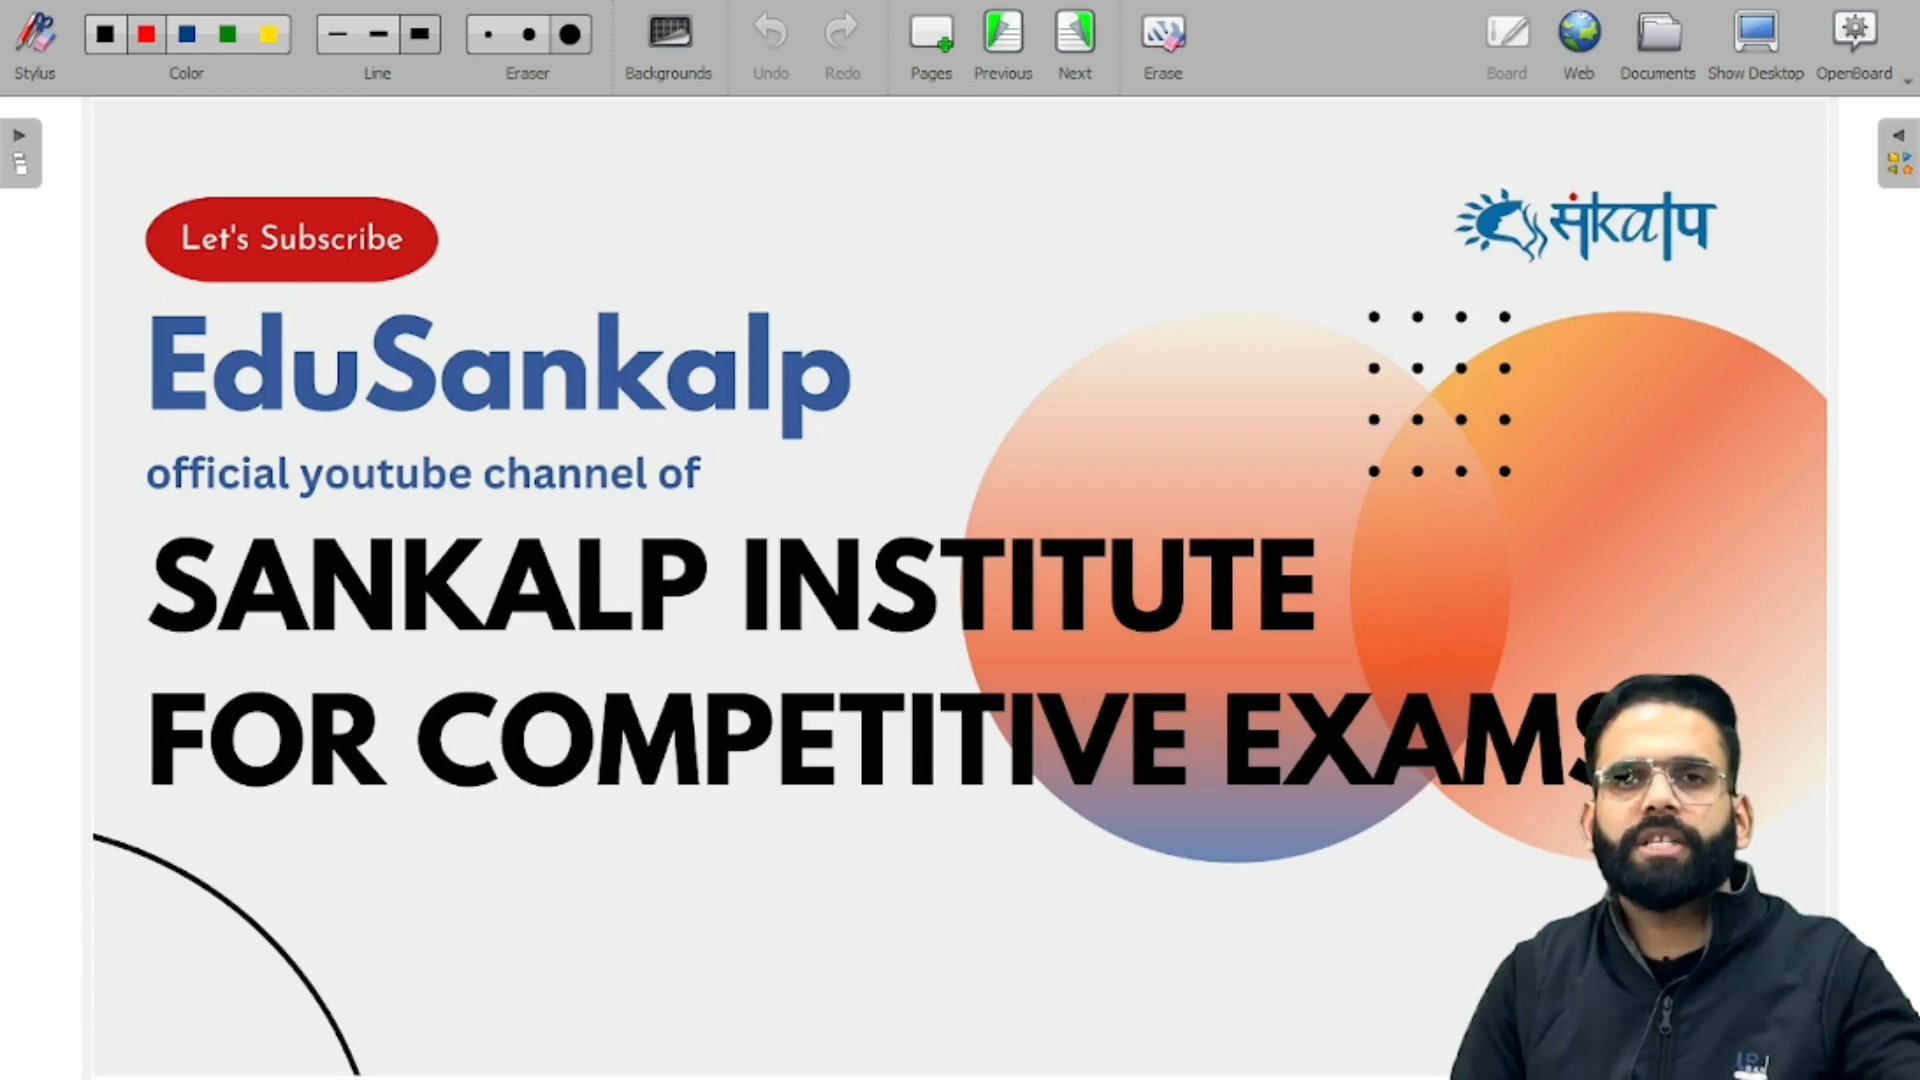 Stylus
Color
Line
Eraser
Backgrounds
Undo
Redo
Pages
Previous
Next
Erase
Board
Web
Documents
Show Desktop
OpenBoard
Let's Subscribe
संkalp
EduSankalp
official youtube channel of
SANKALP INSTITUTE
FOR COMPETITIVE EXAMS